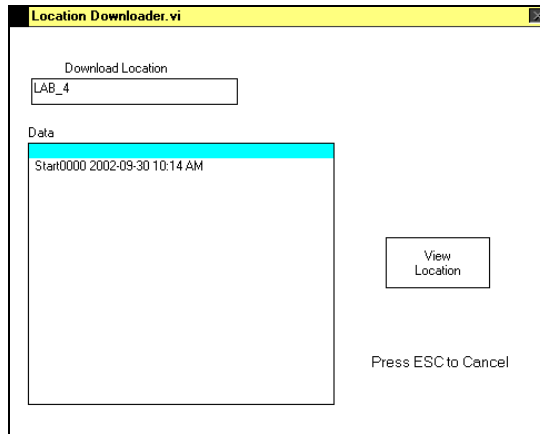 Location Downloader.vi
Download Location
LAB_4
Data
Start0000 2002-09-30 10:14 AM
View
Location
Press ESC to Cancel